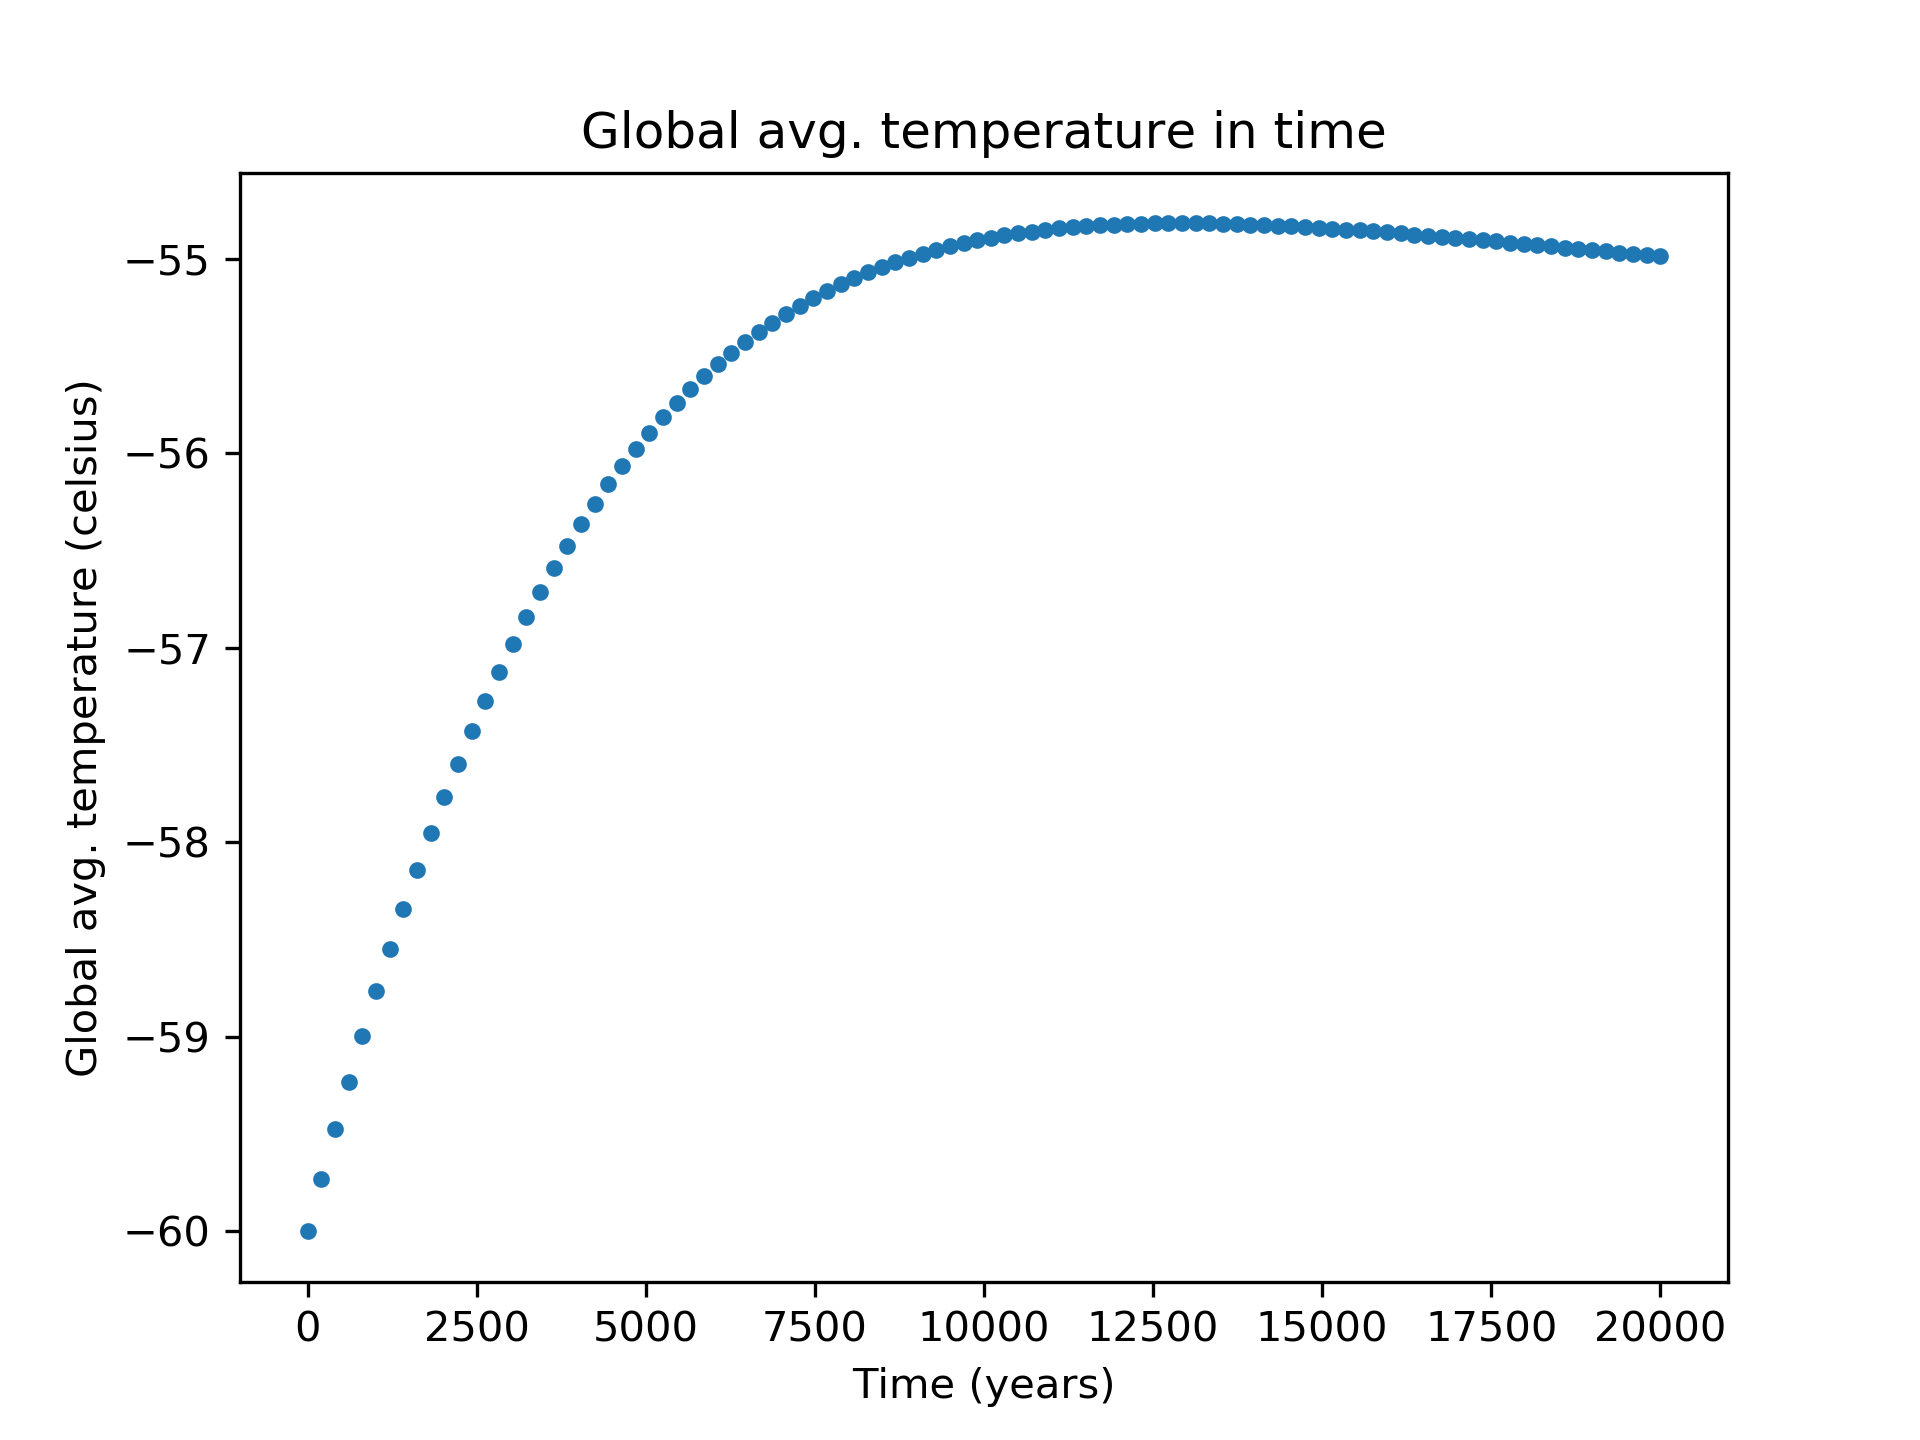 Global avg. temperature in time
Global avg. temperature (celsius)
−55
−56
−57
−58
−59
−60
0 2500 5000 7500 10000 12500 15000 17500 20000
Time (years)